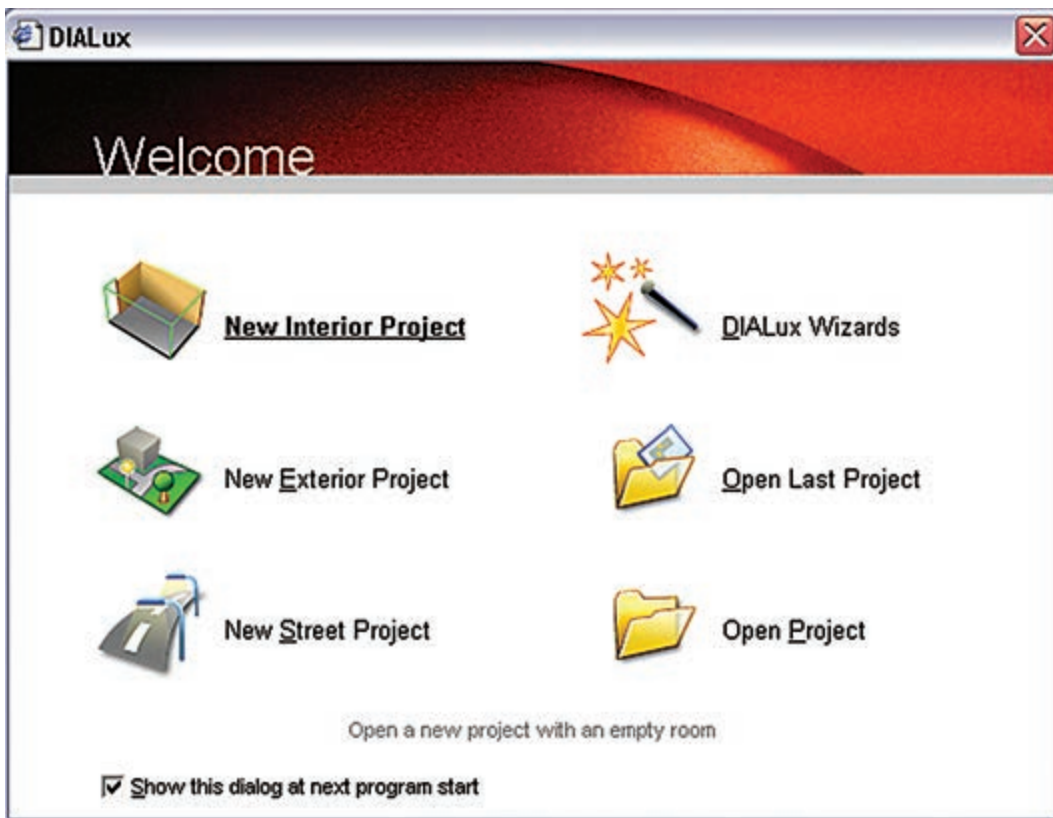 DIALux
Welcome
New Interior Project
DIALux Wizards
New Exterior Project
Open Last Project
New Street Project
Open Project
Open a new project with an empty room
Show this dialog at next program start